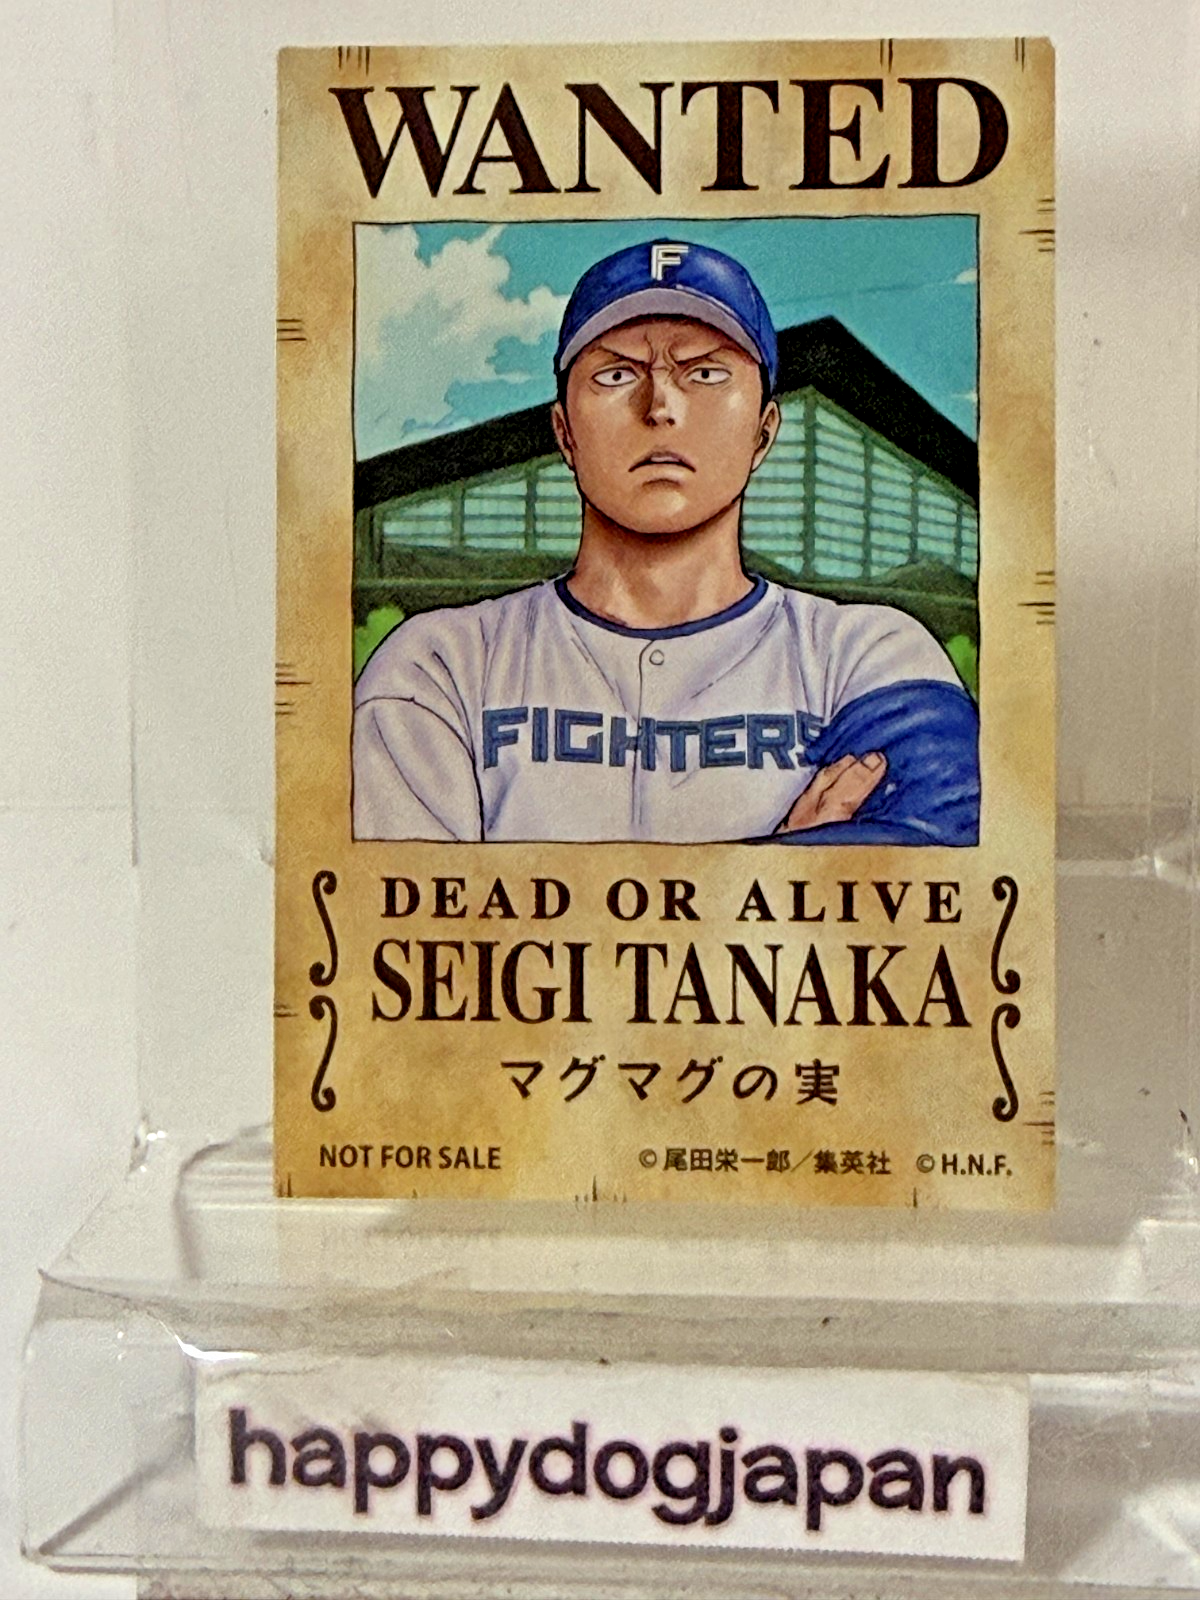 WANTED
F
FIGHTERS
DEAD OR ALIVE
SEIGI TANAKA
マグマグの実
NOT FOR SALE ©尾田栄一郎／集英社 ©H.N.F.
happydogjapan